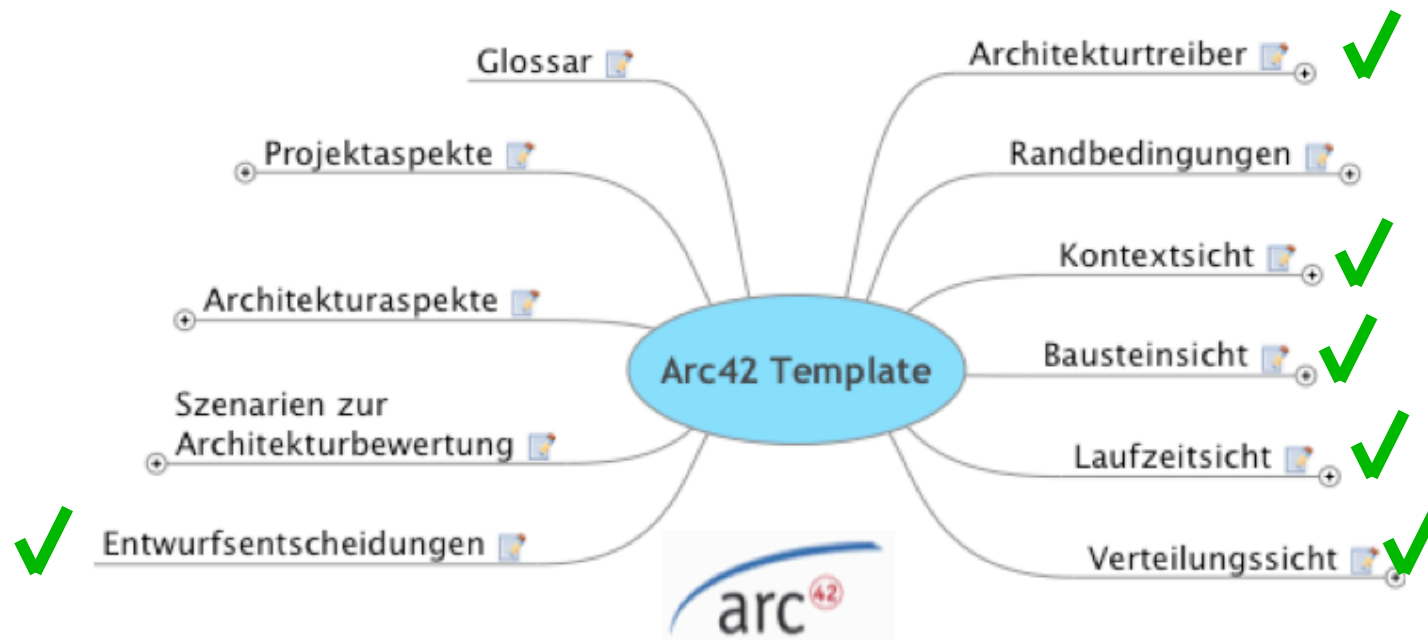 Glossar
Projektaspekte
Architekturaspekte
Szenarien zur
Architekturbewertung
Entwurfsentscheidungen
Arc42 Template
Architekturtreiber
Randbedingungen
Kontextsicht
Bausteinsicht
Laufzeitsicht
Verteilungssicht
arc 42